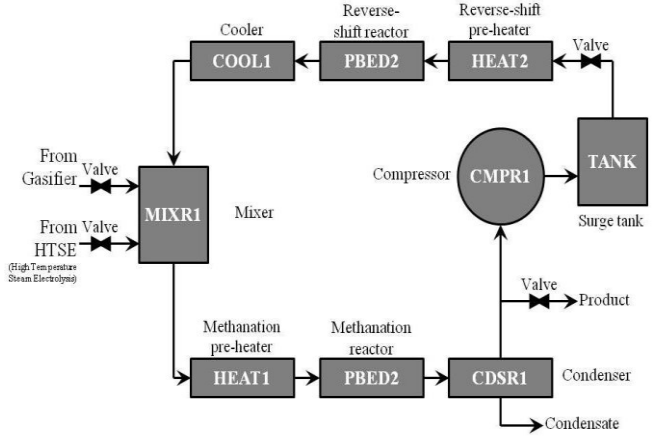 Cooler
Reverse-
shift reactor
Reverse-shift
pre-heater
Valve
COOL1
PBED2
HEAT2
From
Gasifier
Valve
Compressor
CMPR1
TANK
Surge tank
MIXR1
Mixer
From
HTSE
(High Temperature
Steam Electrolysis)
Valve
Valve
Product
Methanation
pre-heater
Methanation
reactor
HEAT1
PBED2
CDSR1
Condenser
Condensate